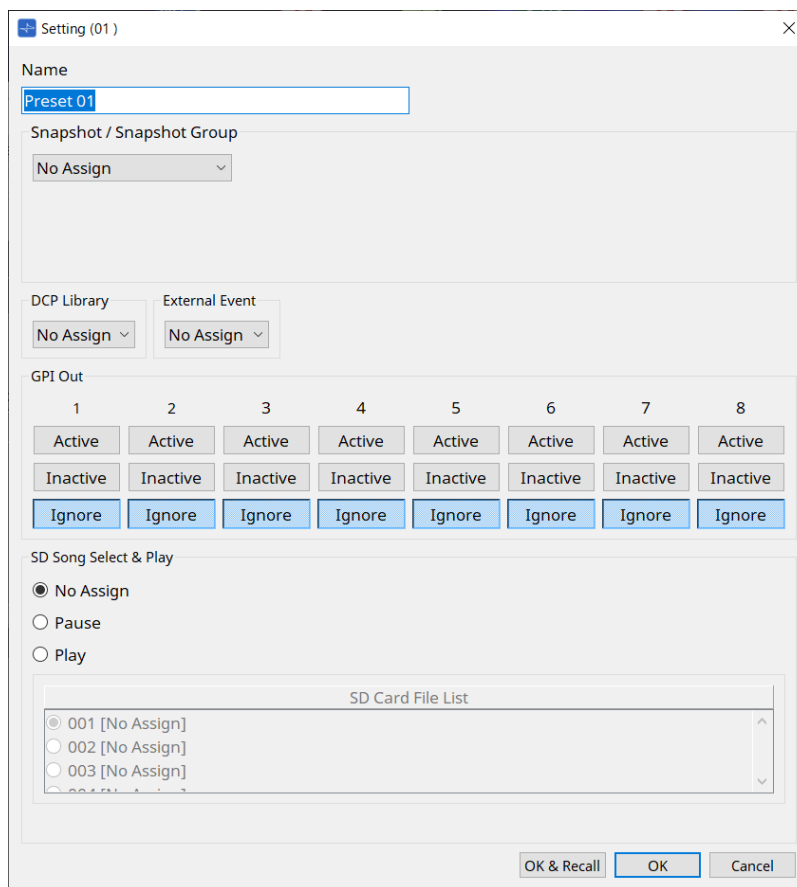 Setting (01 )
Name
Preset 01
Snapshot / Snapshot Group
No Assign
DCP Library External Event
No Assign No Assign
GPI Out
1 2 3 4 5 6 7 8
Active Active Active Active Active Active Active Active
Inactive Inactive Inactive Inactive Inactive Inactive Inactive Inactive
Ignore Ignore Ignore Ignore Ignore Ignore Ignore Ignore
SD Song Select & Play
No Assign
Pause
Play
SD Card File List
001 [No Assign]
002 [No Assign]
003 [No Assign]
OK & Recall OK Cancel